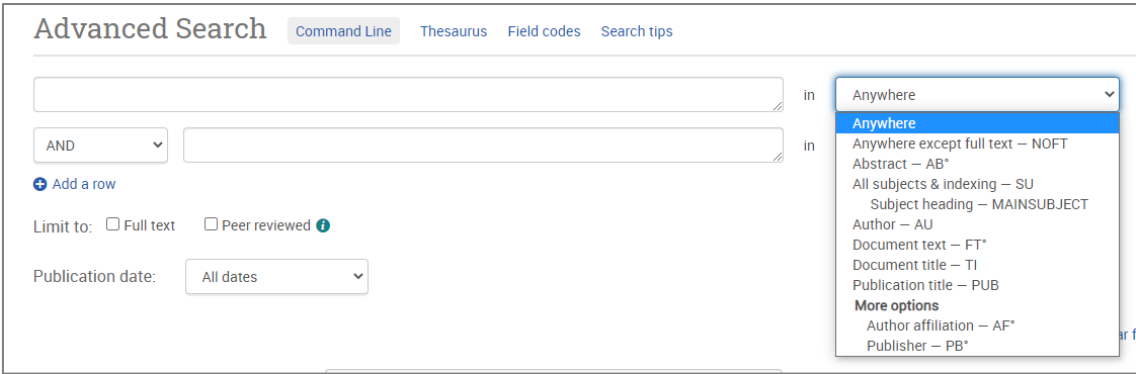 Advanced Search Command Line Thesaurus Field codes Search tips
in Anywhere
Anywhere
AND in Anywhere except full text — NOFT
Abstract — AB*
Add a row All subjects & indexing — SU
Subject heading — MAINSUBJECT
Limit to: Full text Peer reviewed i Author — AU
Document text — FT*
Document title — TI
Publication date: All dates Publication title — PUB
More options
Author affiliation — AF*
Publisher — PB*